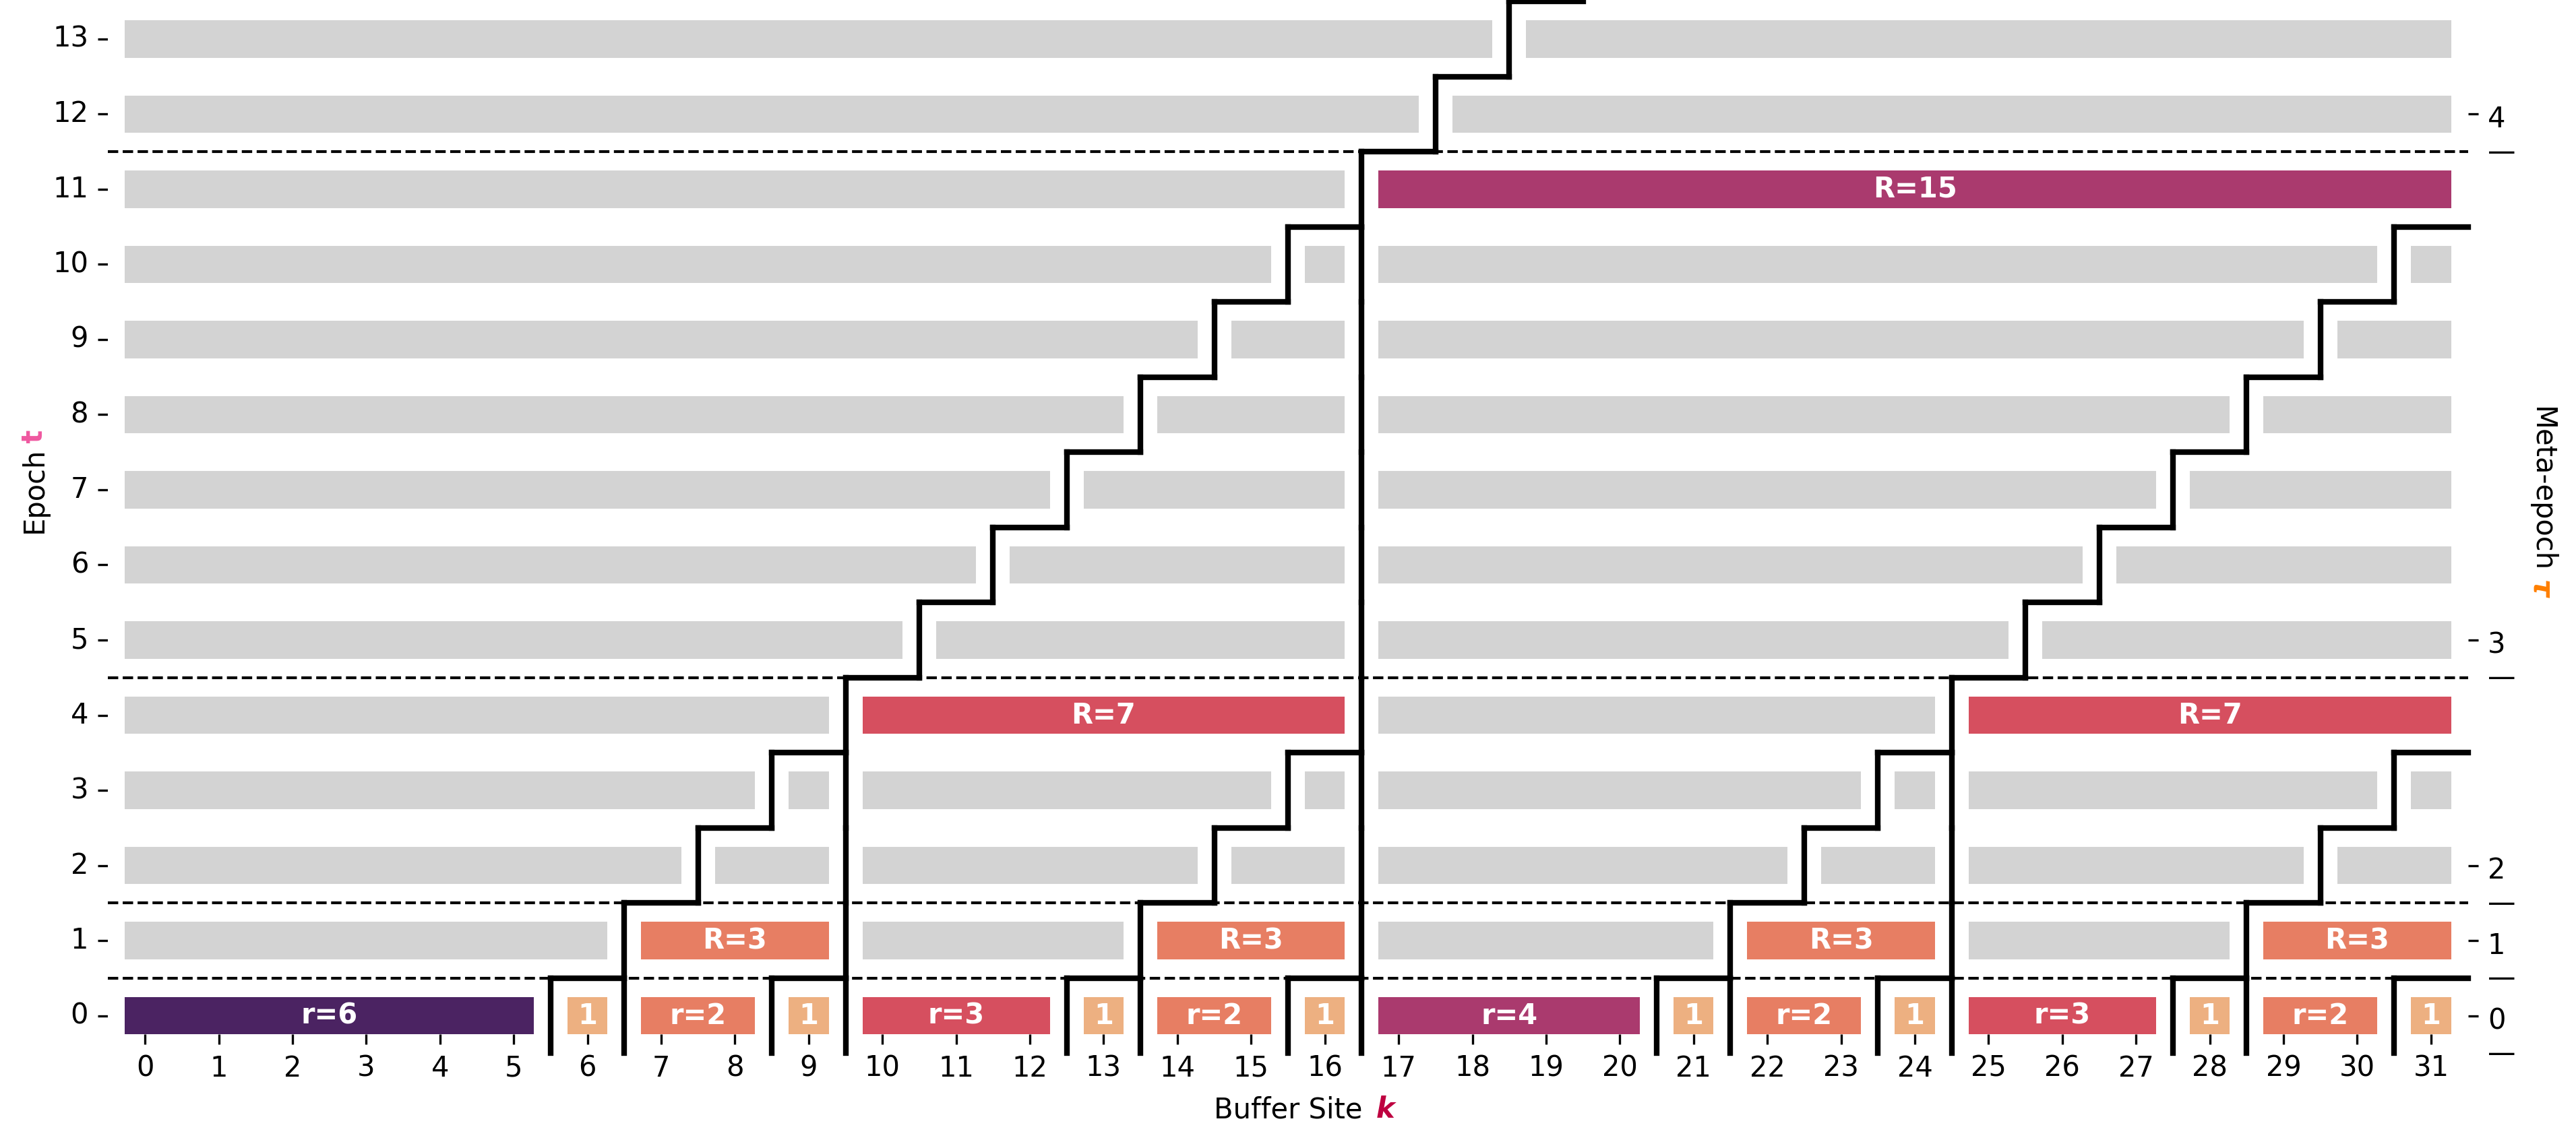 13
12
4
11
R=15
10
9
8
7
6
5
3
4
R=7
R=7
3
2
2
1
R=3
R=3
R=3
R=3
1
0
r=6
1
r=2
1
r=3
1
r=2
1
r=4
1
r=2
1
r=3
1
r=2
1
0
0 1 2 3 4 5 6 7 8 9 10 11 12 13 14 15 16 17 18 19 20 21 22 23 24 25 26 27 28 29 30 31
Buffer Site k
Epoch t
Meta-epoch τ